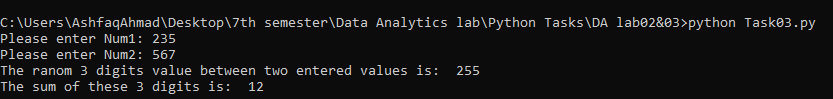 C:\Users\AshfaqAhmad\Desktop\7th semester\Data Analytics lab\Python Tasks\DA lab02&03>python Task03.py
Please enter Num1: 235
Please enter Num2: 567
The ranom 3 digits value between two entered values is:  255
The sum of these 3 digits is:  12